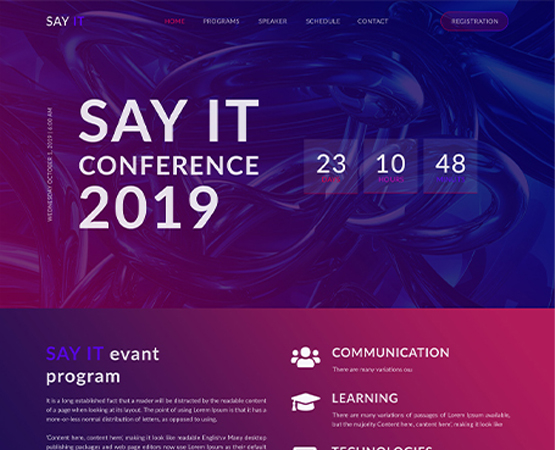 SAY IT
HOME PROGRAMS SPEAKER SCHEDULE CONTACT
REGISTRATION
WEDNESDAY OCTOBER 1, 2019 | 6:00 AM
SAY IT
CONFERENCE
2019
23 10 48
DAYS HOURS
SAY IT evant
program
It is a long established fact that a reader will be distracted by the readable content
of a page when looking at its layout. The point of using Lorem Ipsum is that it has a
more-or-less normal distribution of letters, as opposed to using.
'Content here, content here', making it look like readable English» Many desktop
publishing packages and web page editors now use Lorem Ipsum as their default
COMMUNICATION
There are many variations ou
LEARNING
There are many variations of passages of Lorem Ipsum available,
but the majority Content here, content here', making it look like
TECHNOLOGIES